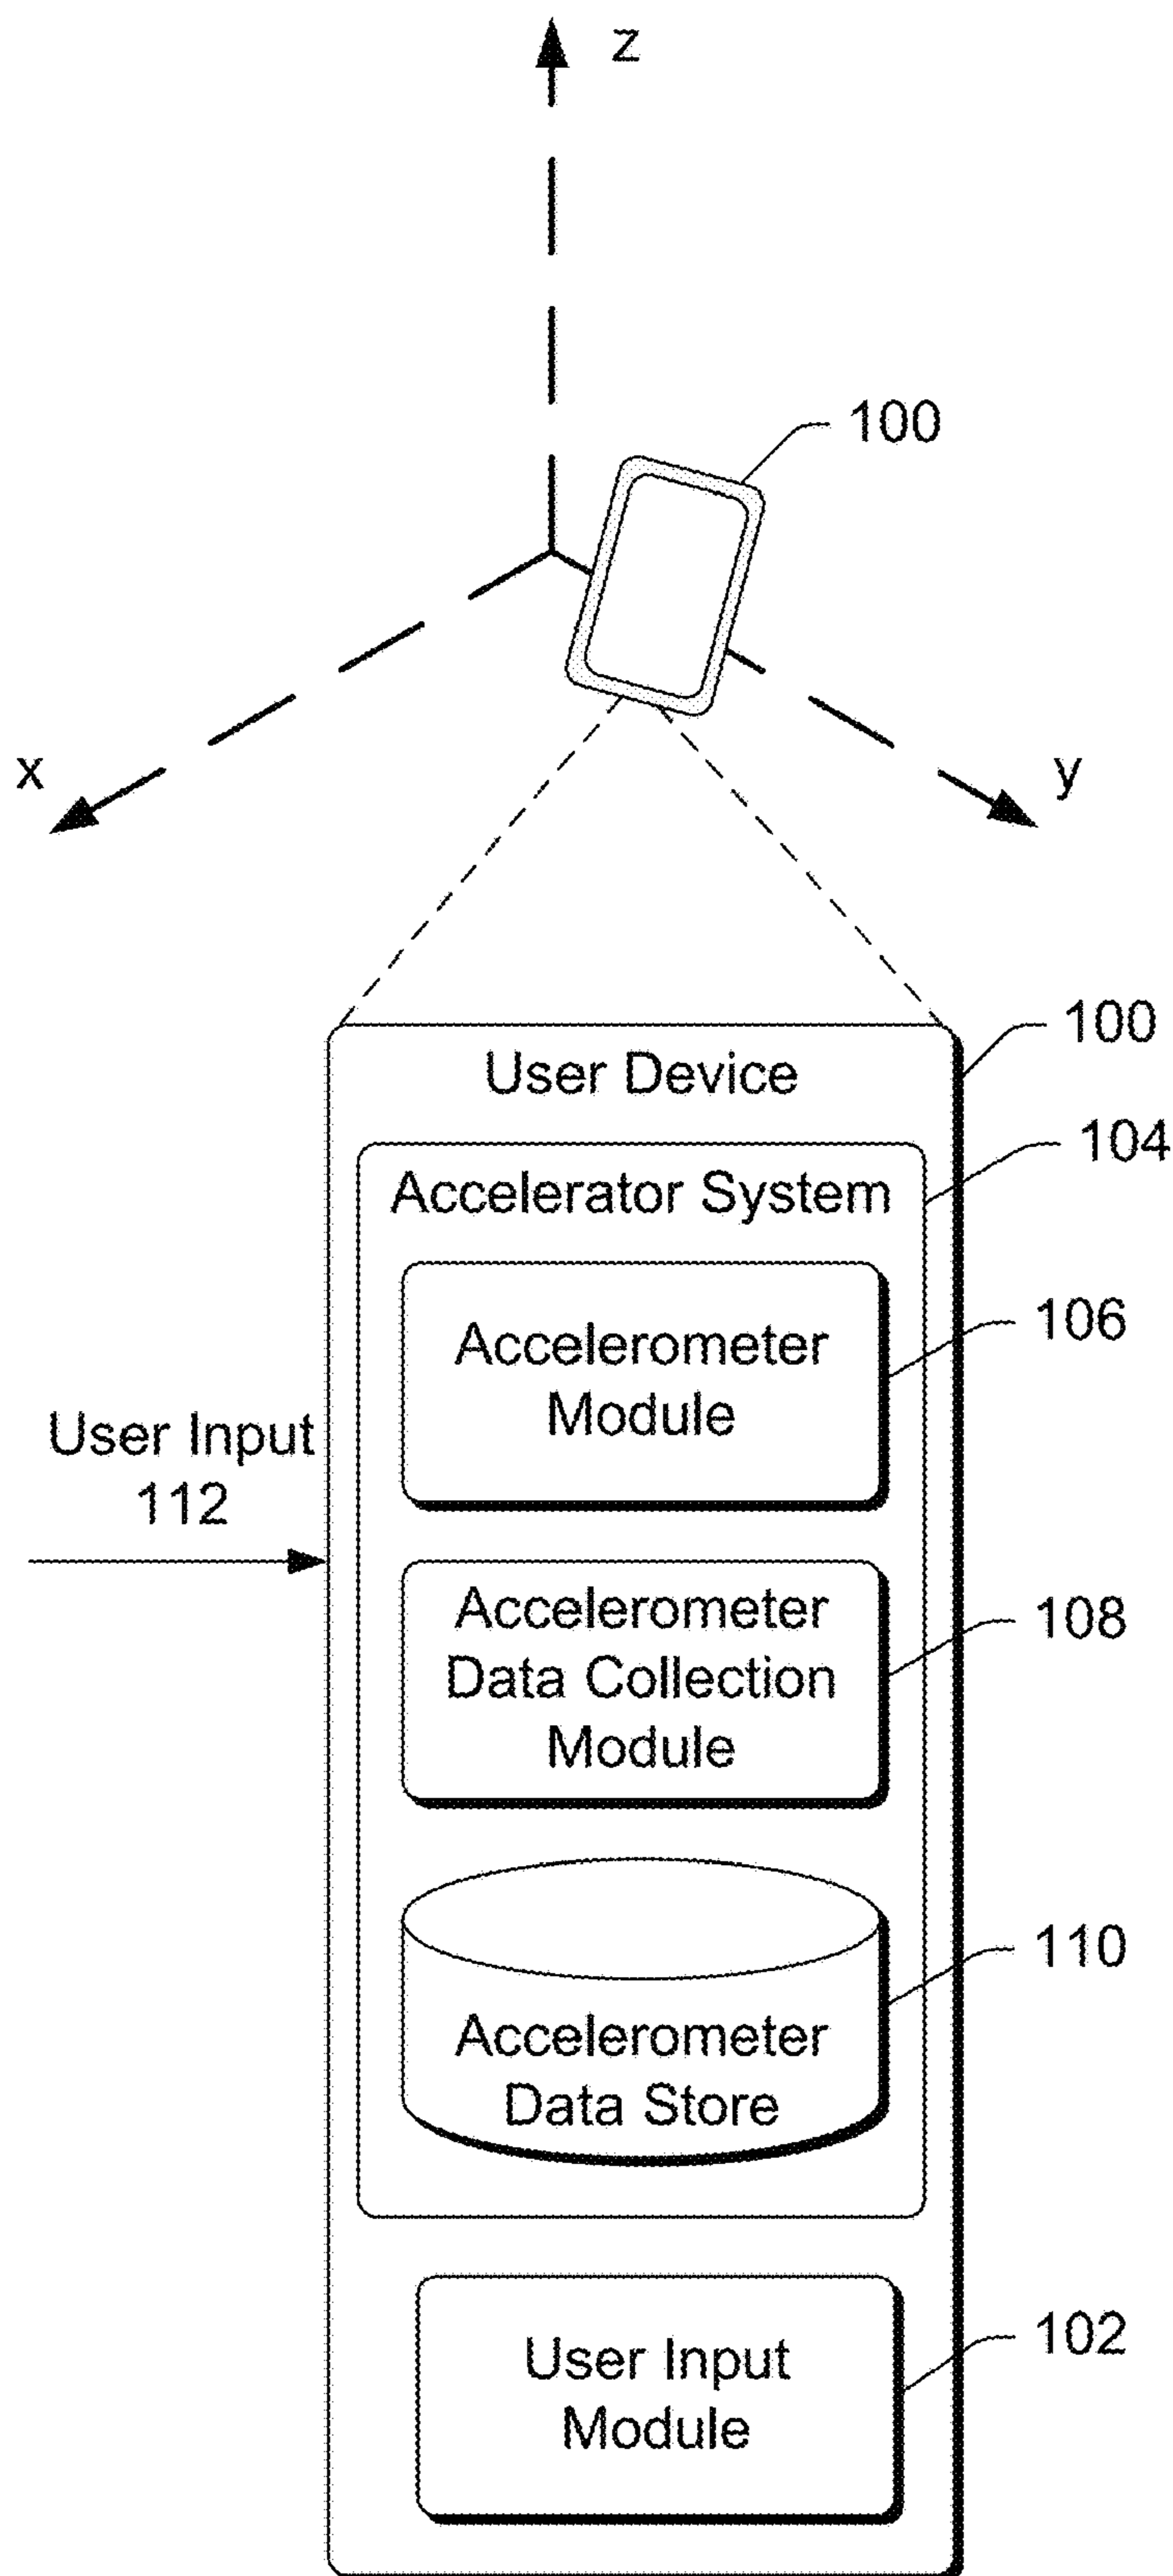 z
100
x
y
100
User Device
104
Accelerator System
106
Accelerometer
Module
User Input
112
108
Accelerometer
Data Collection
Module
110
Accelerometer
Data Store
102
User Input
Module